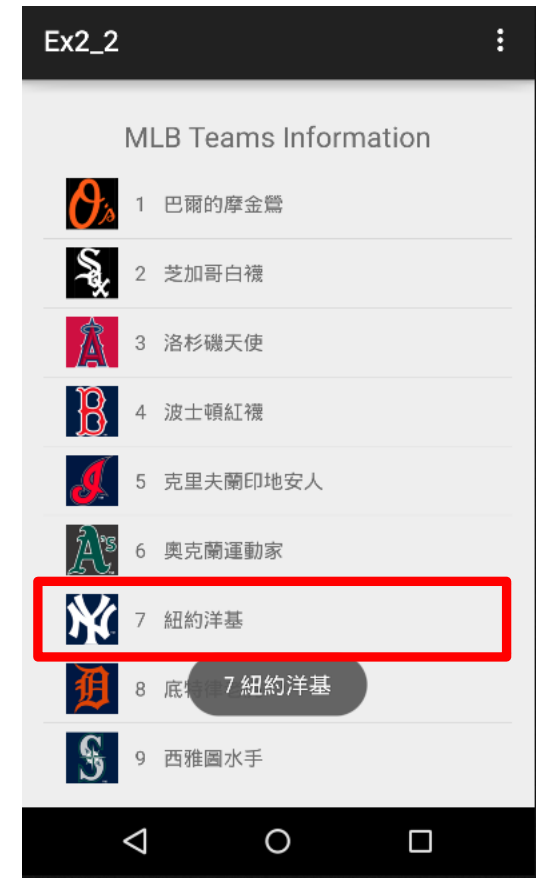 Ex2_2
MLB Teams Information
1 巴爾的摩金鶯
2 芝加哥白襪
3 洛杉磯天使
4 波士頓紅襪
5 克里夫蘭印地安人
6 奧克蘭運動家
7 紐約洋基
8 底特律
7 紐約洋基
9 西雅圖水手